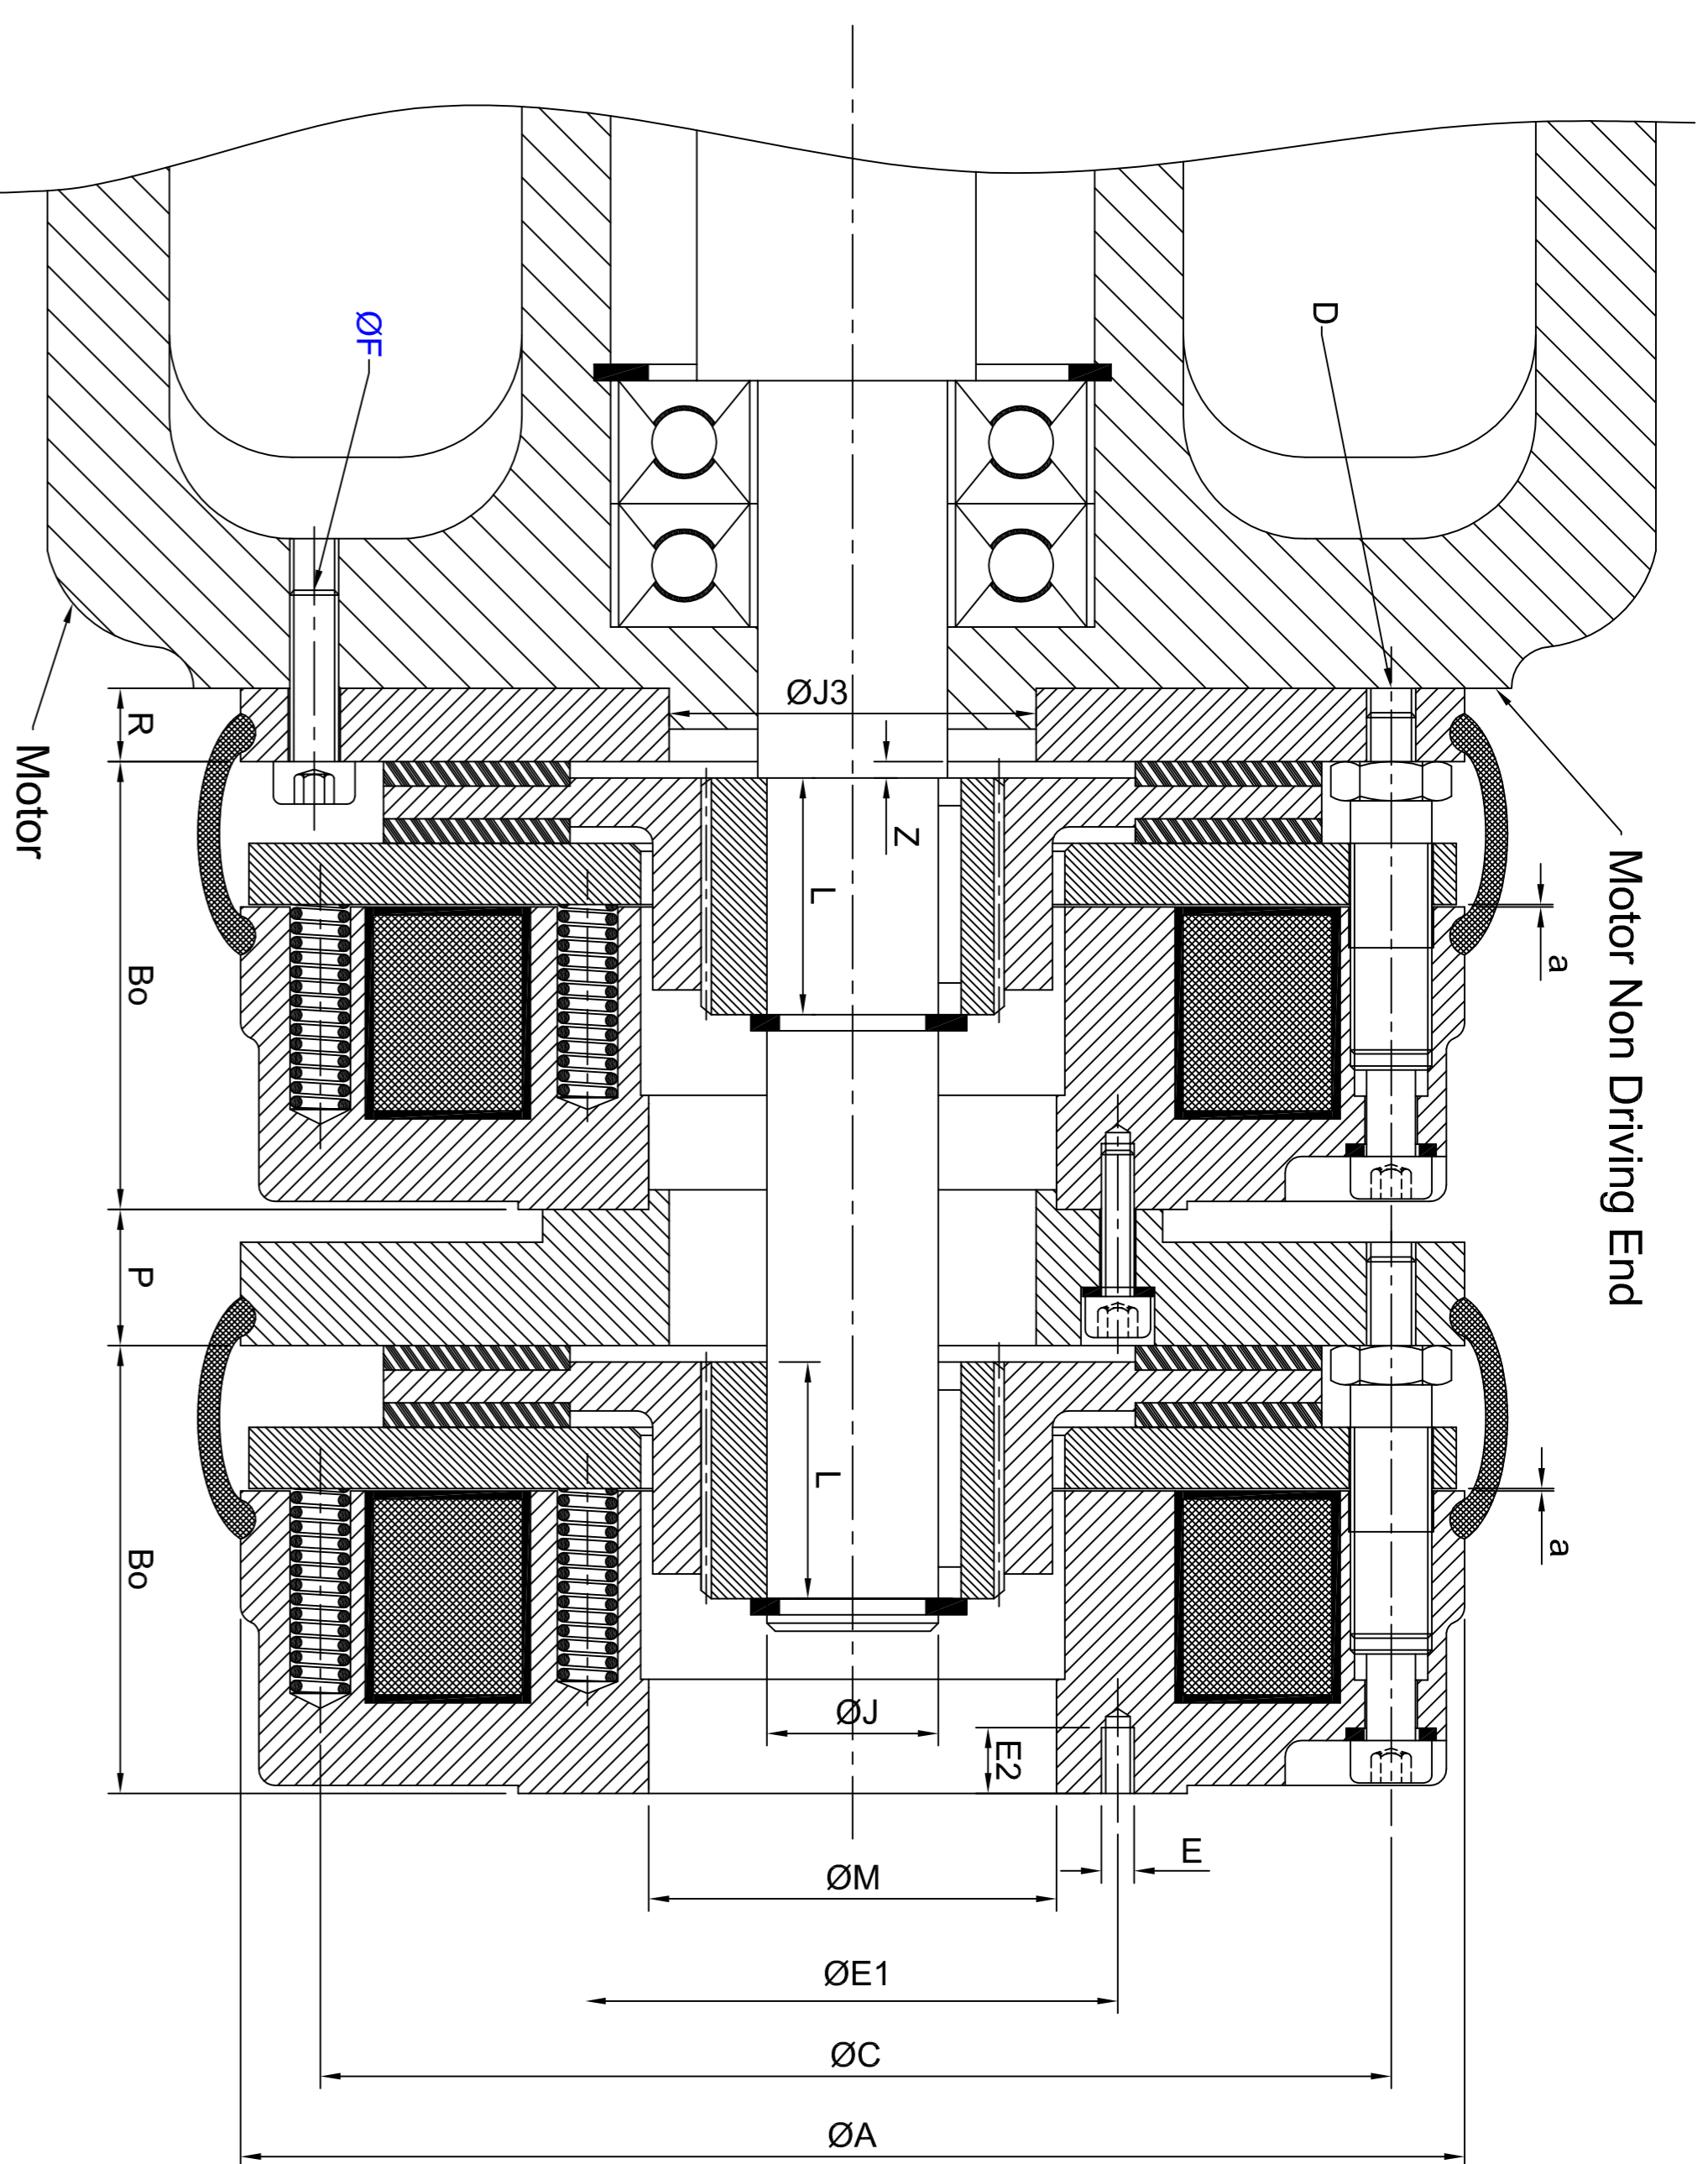 D
ØF
ØJ3
R
Motor
Z
L
Motor Non Driving End
a
Bo
P
L
a
Bo
ØJ
E2
E
ØM
ØE1
ØC
ØA